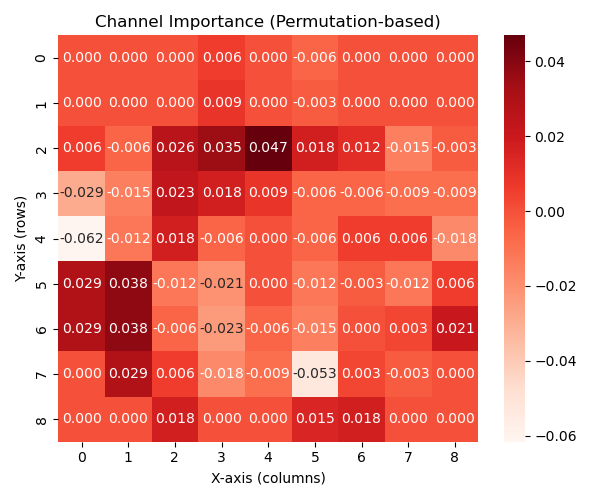 Channel Importance (Permutation-based)
0 0.000 0.000 0.000 0.006 0.000 -0.006 0.000 0.000 0.000
1 0.000 0.000 0.000 0.009 0.000 -0.003 0.000 0.000 0.000
2 0.006 -0.006 0.026 0.035 0.047 0.018 0.012 -0.015 -0.003
3 -0.029 -0.015 0.023 0.018 0.009 -0.006 -0.006 -0.009 -0.009
4 -0.062 -0.012 0.018 -0.006 0.000 -0.006 0.006 0.006 -0.018
5 0.029 0.038 -0.012 -0.021 0.000 -0.012 -0.003 -0.012 0.006
6 0.029 0.038 -0.006 -0.023 -0.006 -0.015 0.000 0.003 0.021
7 0.000 0.029 0.006 -0.018 -0.009 -0.053 0.003 -0.003 0.000
8 0.000 0.000 0.018 0.000 0.000 0.015 0.018 0.000 0.000
0 1 2 3 4 5 6 7 8
X-axis (columns)
Y-axis (rows)
0.04
0.02
0.00
−0.02
−0.04
−0.06